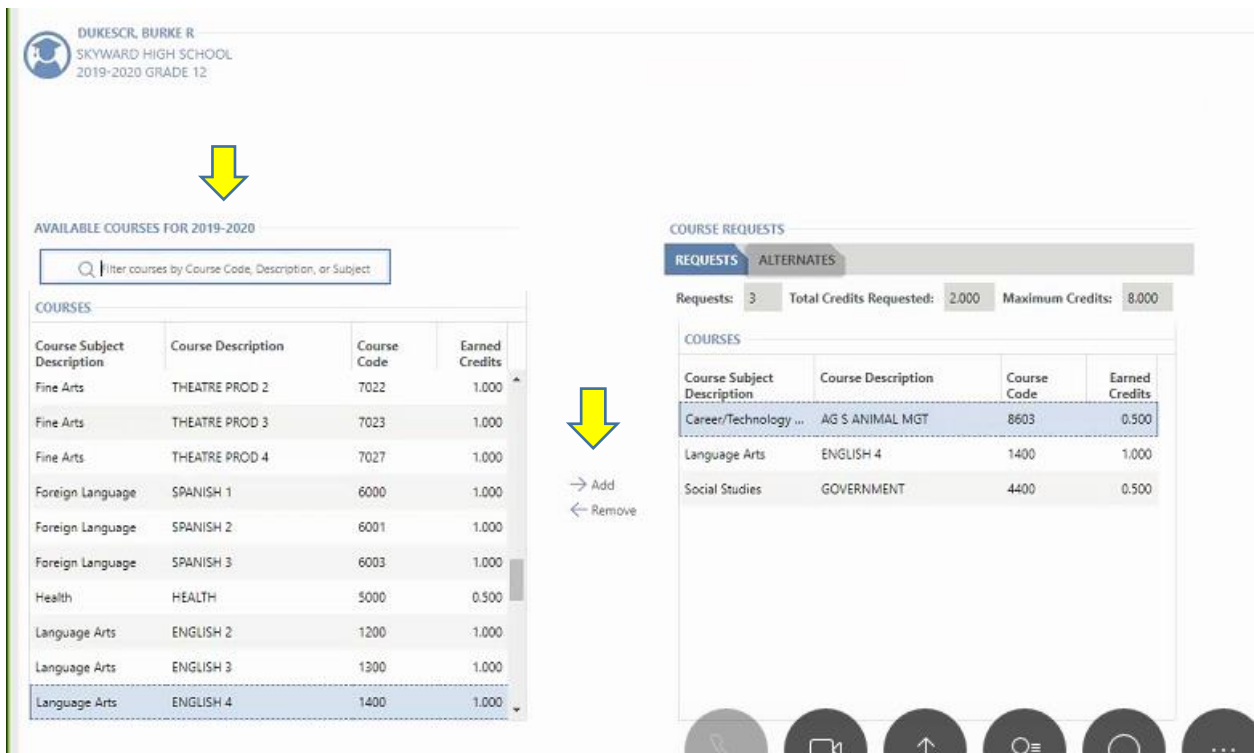 DUKESCR, BURKE R
SKYWARD HIGH SCHOOL
2019-2020 GRADE 12
AVAILABLE COURSES FOR 2019-2020
Filter courses by Course Code, Description, or Subject
COURSES
Course Subject Description Course Description Course Code Earned Credits
Fine Arts THEATRE PROD 2 7022 1.000
Fine Arts THEATRE PROD 3 7023 1.000
Fine Arts THEATRE PROD 4 7027 1.000
Foreign Language SPANISH 1 6000 1.000
Foreign Language SPANISH 2 6001 1.000
Foreign Language SPANISH 3 6003 1.000
Health HEALTH 5000 0.500
Language Arts ENGLISH 2 1200 1.000
Language Arts ENGLISH 3 1300 1.000
Language Arts ENGLISH 4 1400 1.000
→ Add
← Remove
COURSE REQUESTS
REQUESTS ALTERNATES
Requests: 3 Total Credits Requested: 2.000 Maximum Credits: 8.000
COURSES
Course Subject Description Course Description Course Code Earned Credits
Career/Technology ... AG S ANIMAL MGT 8603 0.500
Language Arts ENGLISH 4 1400 1.000
Social Studies GOVERNMENT 4400 0.500